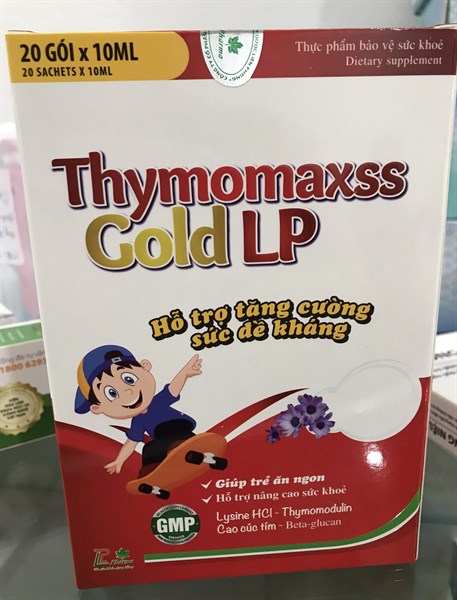 20 GÓI x 10ML
20 SACHETS X 10ML
Thực phẩm bảo vệ sức khoẻ
Dietary supplement
Thymomaxss
Gold LP
Hỗ trợ tăng cường
sức đề kháng
Giúp trẻ ăn ngon
Hỗ trợ nâng cao sức khoẻ
GMP
Lysine HCl - Thymomodulin
Cao cúc tím - Beta-glucan
1800 629